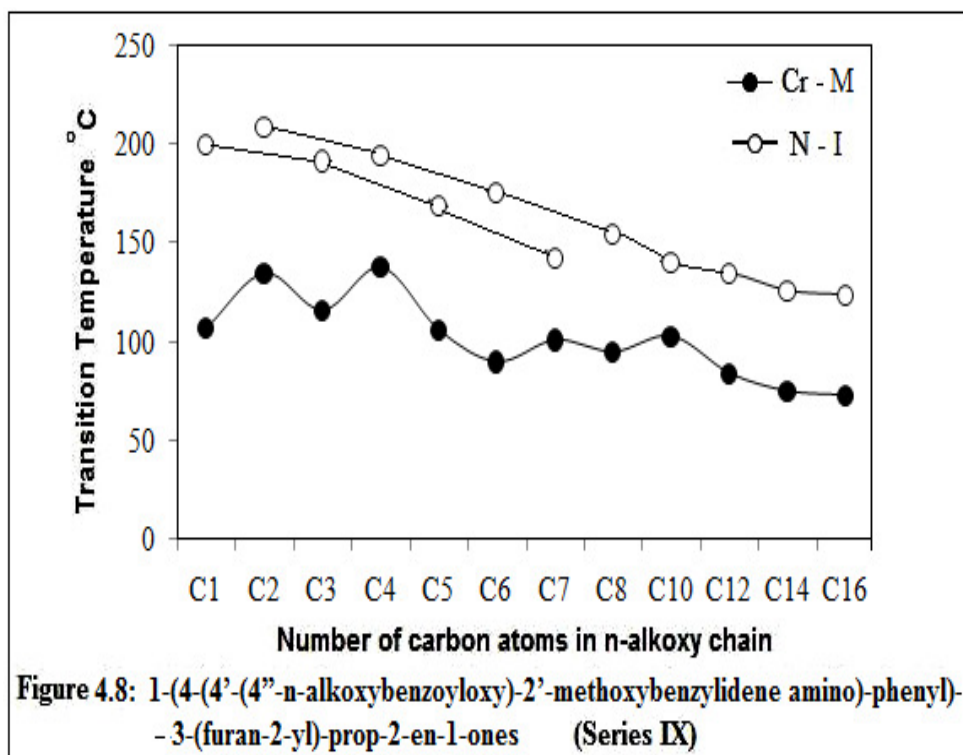 250
200
150
100
50
0
Cr - M
N - I
Transition Temperature °C
C1 C2 C3 C4 C5 C6 C7 C8 C10 C12 C14 C16
Number of carbon atoms in n-alkoxy chain
Figure 4.8: 1-(4-(4’-(4”-n-alkoxybenzoyloxy)-2’-methoxybenzylidene amino)-phenyl)-
- 3-(furan-2-yl)-prop-2-en-1-ones (Series IX)